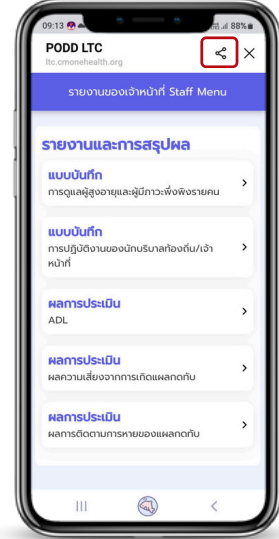 09:13
88%
PODD LTC
ltc.cmonehealth.org
รายงานของเจ้าหน้าที่ Staff Menu
รายงานและการสรุปผล
แบบบันทึก
การดูแลผู้สูงอายุและผู้มีภาวะพึ่งพิงรายคน
แบบบันทึก
การปฏิบัติงานของนักบริบาลท้องถิ่น/เจ้า
หน้าที่
ผลการประเมิน
ADL
ผลการประเมิน
ผลความเสี่ยงจากการเกิดแผลกดทับ
ผลการประเมิน
ผลการติดตามการหายของแผลกดทับ